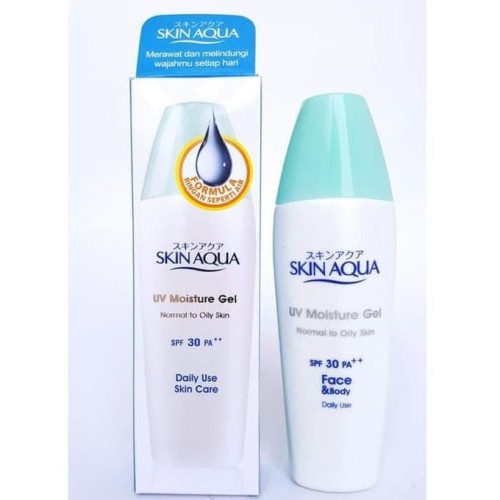 スキンアクア
SKIN AQUA
Merawat dan melindungi
wajahmu setiap hari
FORMULA
RINGAN SEPERTI AIR
スキンアクア
SKIN AQUA
UV Moisture Gel
Normal to Oily Skin
SPF 30 PA++
Daily Use
Skin Care
スキンアクア
SKIN AQUA
UV Moisture Gel
Normal to Oily Skin
SPF 30 PA++
Face
&Body
Daily Use